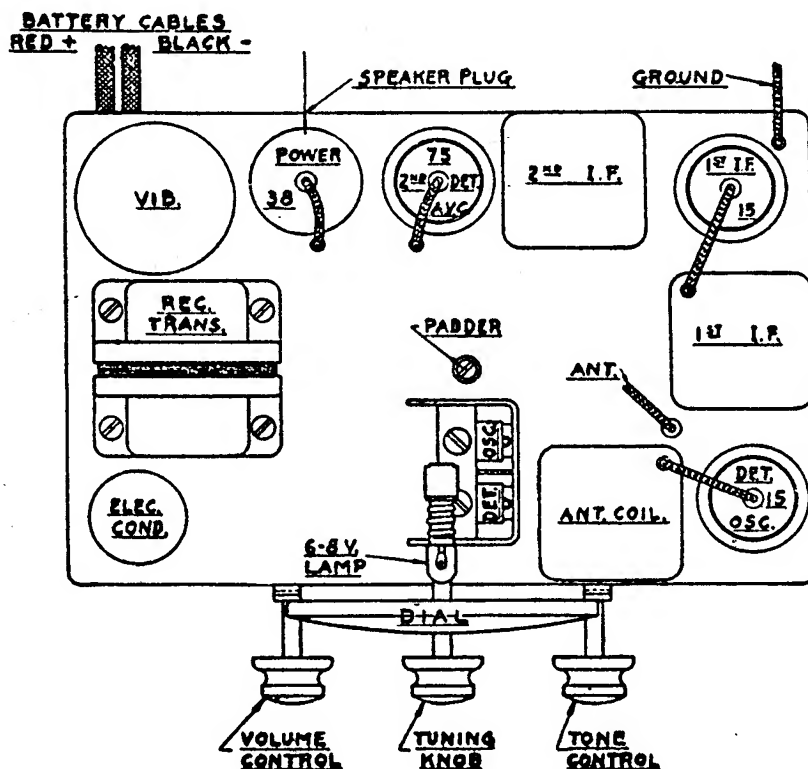 BATTERY CABLES
RED + BLACK -
SPEAKER PLUG
GROUND
VIB.
POWER
38
75
2ND DET.
A.V.C.
2ND I.F.
1ST I.F.
15
REC.
TRANS.
PADDER
1ST I.F.
ANT.
OSC.
DET.
ELEC.
COND.
6-8 V.
LAMP
ANT. COIL.
DET.
15
OSC.
DIAL
VOLUME
CONTROL
TUNING
KNOB
TONE
CONTROL